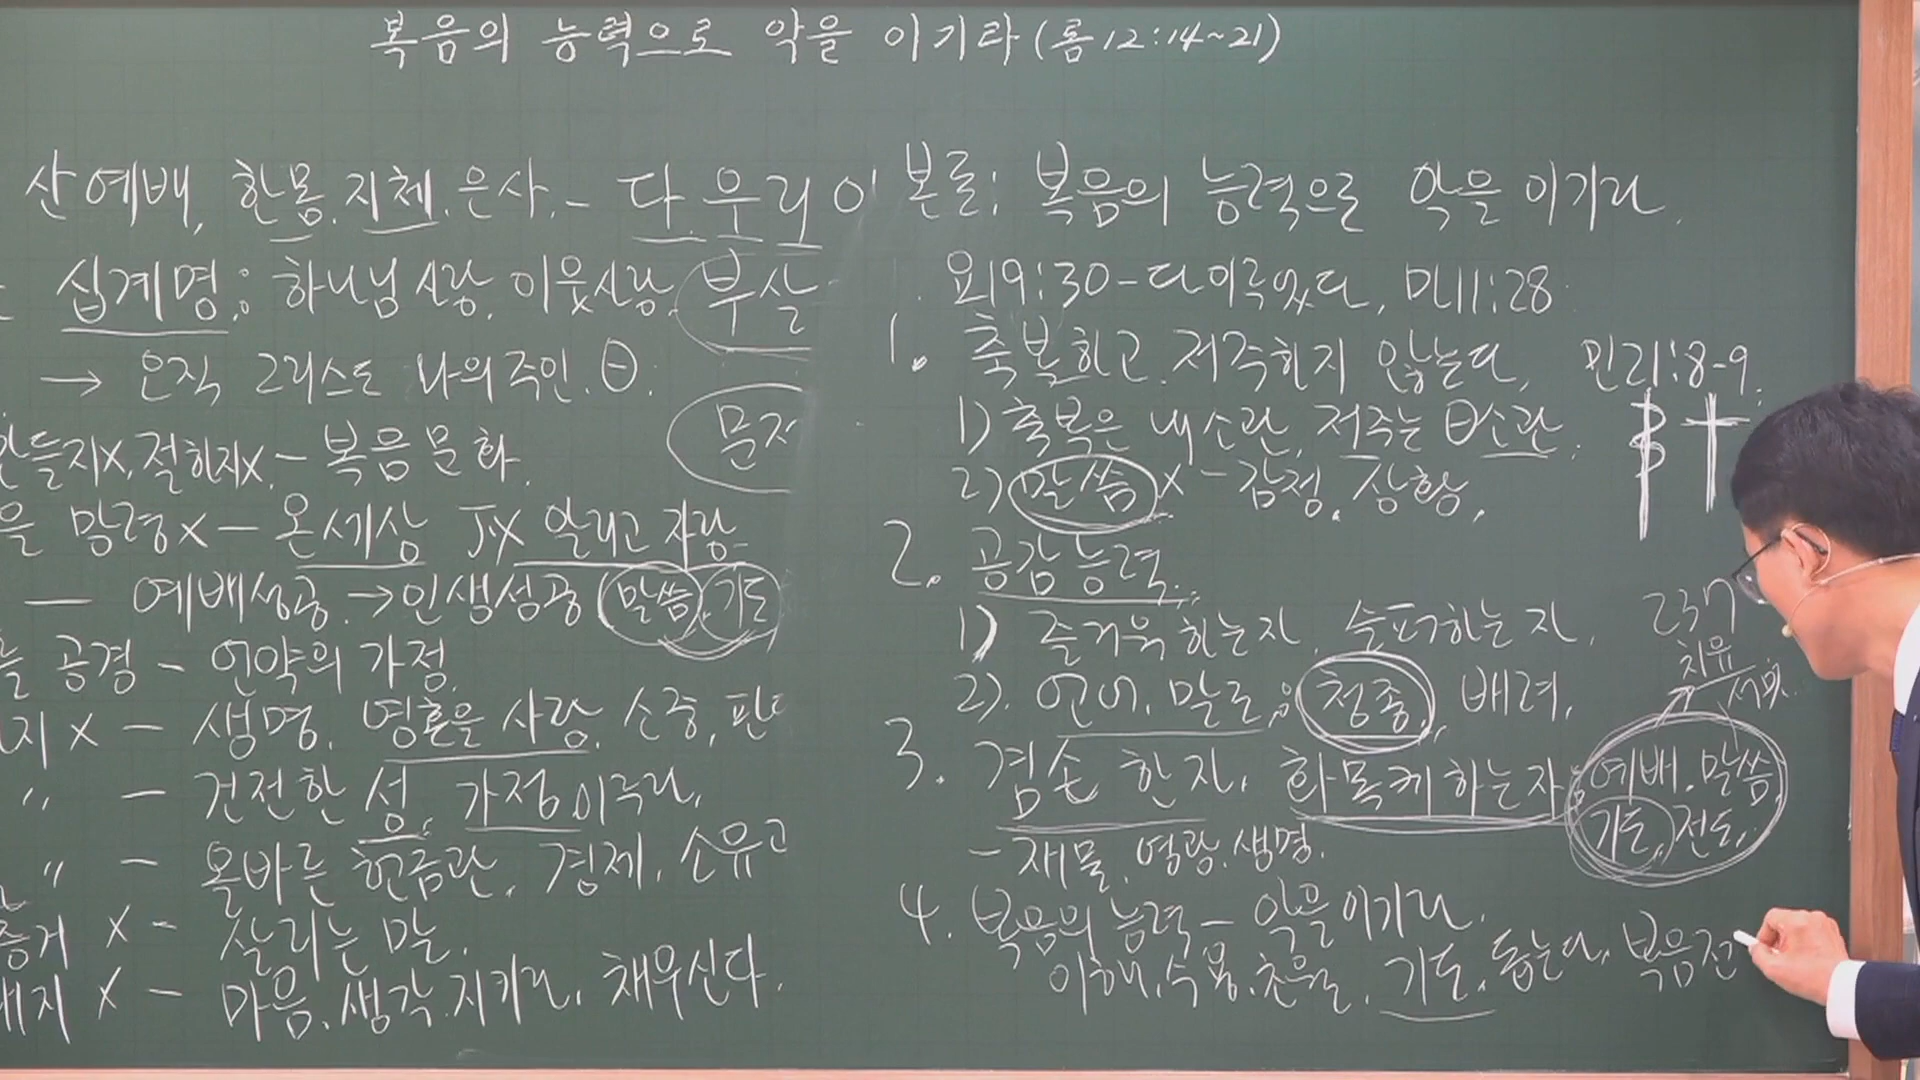 복음의 능력으로 악을 이기라 (롬 12:14~21)
산 예배, 한몸.지체.은사. - 다.우리
십계명: 하나님 사랑, 이웃사랑, 부살
→ 오직 그리스도 나의 주인.
만들지x, 절하지x. - 복음문화.
을 망령x - 온세상 알리고 자랑
- 예배성공. → 인생성공 말씀, 기도
를 공경 - 언약의 가정.
지 x - 생명, 영혼을 사랑, 소중,
〃 - 건전한 성, 가정 이루라.
〃 - 올바른 헌금관, 경제, 소유
증거 x - 살리는 말.
내지 x - 마음.생각.지키라, 채우신다.
본론: 복음의 능력으로 악을 이기라.
요19:30 - 다 이루었다, 마11:28
1. 축복하고.저주하지 않는다. 민21:8-9.
1) 축복은 내소관, 저주는 소관.
2) 말씀 x - 감정. 상황.
2. 공감능력.
1) 즐거워하는자, 슬퍼하는 자.
2). 언어. 말로. 청종, 배려.
3. 겸손 한자, 화목케하는자: 예배.말씀, 기도, 전도.
237
치유
- 재물, 영광.생명.
4. 복음의 능력 - 악을 이기라.
이해.수용.초월. 기도. 돕는다. 복음전